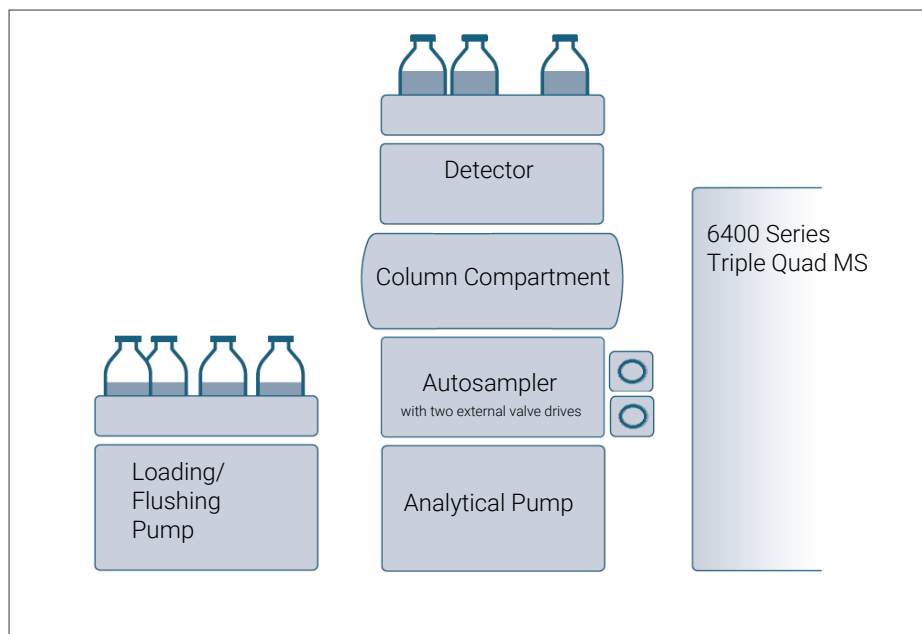 Detector
6400 Series
Triple Quad MS
Column Compartment
Autosampler
with two external valve drives
Loading/
Flushing
Pump
Analytical Pump